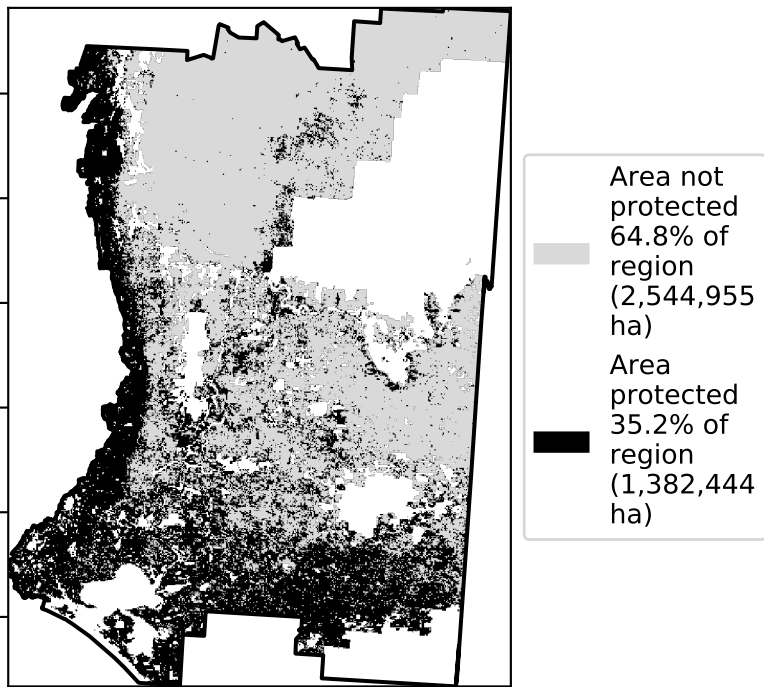 Area not
protected
64.8% of
region
(2,544,955
ha)
Area
protected
35.2% of
region
(1,382,444
ha)